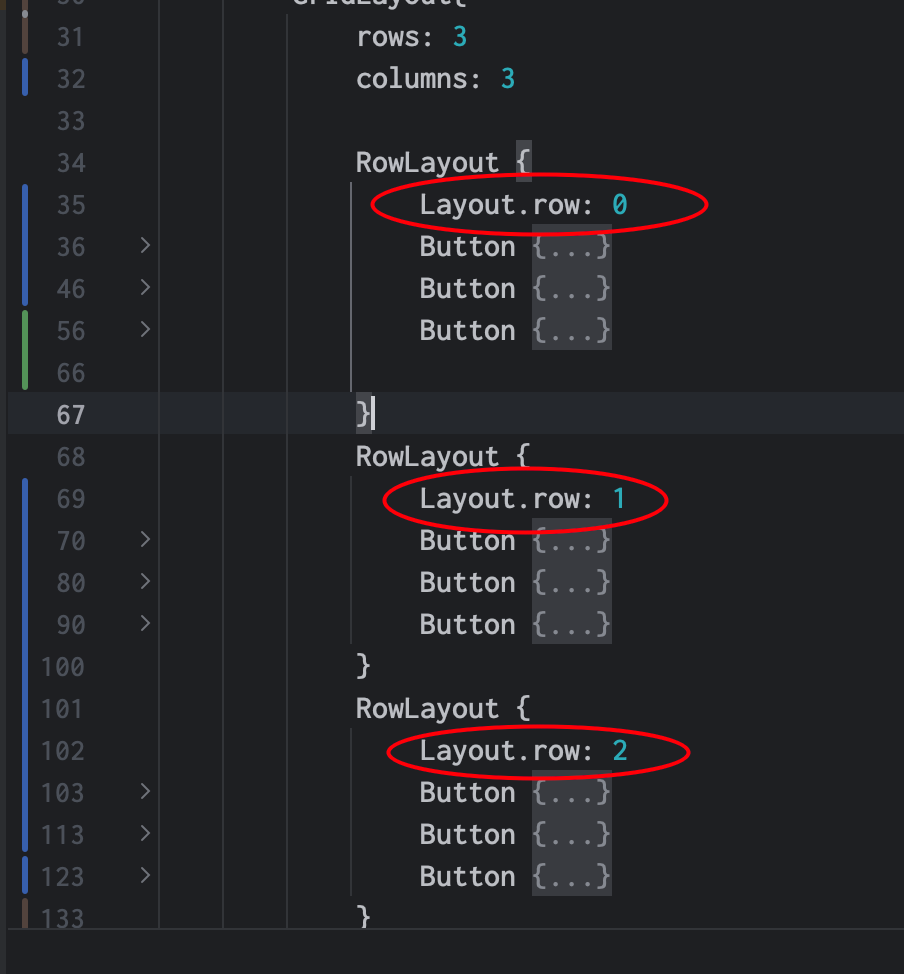 31 rows: 3
32 columns: 3
33
34 RowLayout {
35 Layout.row: 0
36 Button {...}
46 Button {...}
56 Button {...}
66
67 }
68 RowLayout {
69 Layout.row: 1
70 Button {...}
80 Button {...}
90 Button {...}
100 }
101 RowLayout {
102 Layout.row: 2
103 Button {...}
113 Button {...}
123 Button {...}
133 }